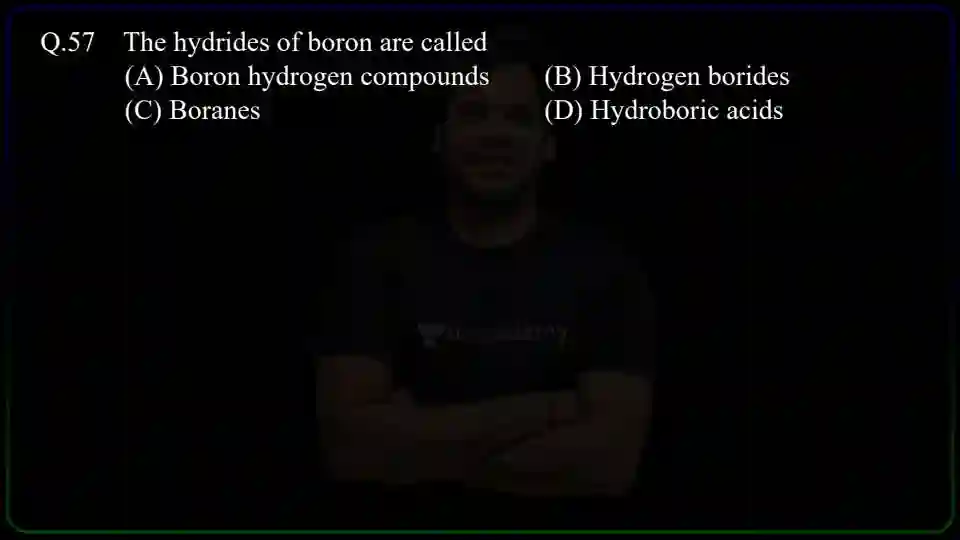 Q.57 The hydrides of boron are called
(A) Boron hydrogen compounds (B) Hydrogen borides
(C) Boranes (D) Hydroboric acids